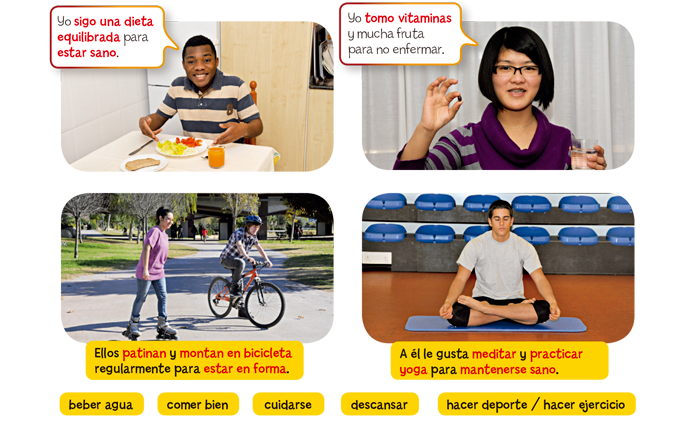 Yo sigo una dieta
equilibrada para
estar sano.
Yo tomo vitaminas
y mucha fruta
para no enfermar.
Ellos patinan y montan en bicicleta
regularmente para estar en forma.
A él le gusta meditar y practicar
yoga para mantenerse sano.
beber agua
comer bien
cuidarse
descansar
hacer deporte / hacer ejercicio